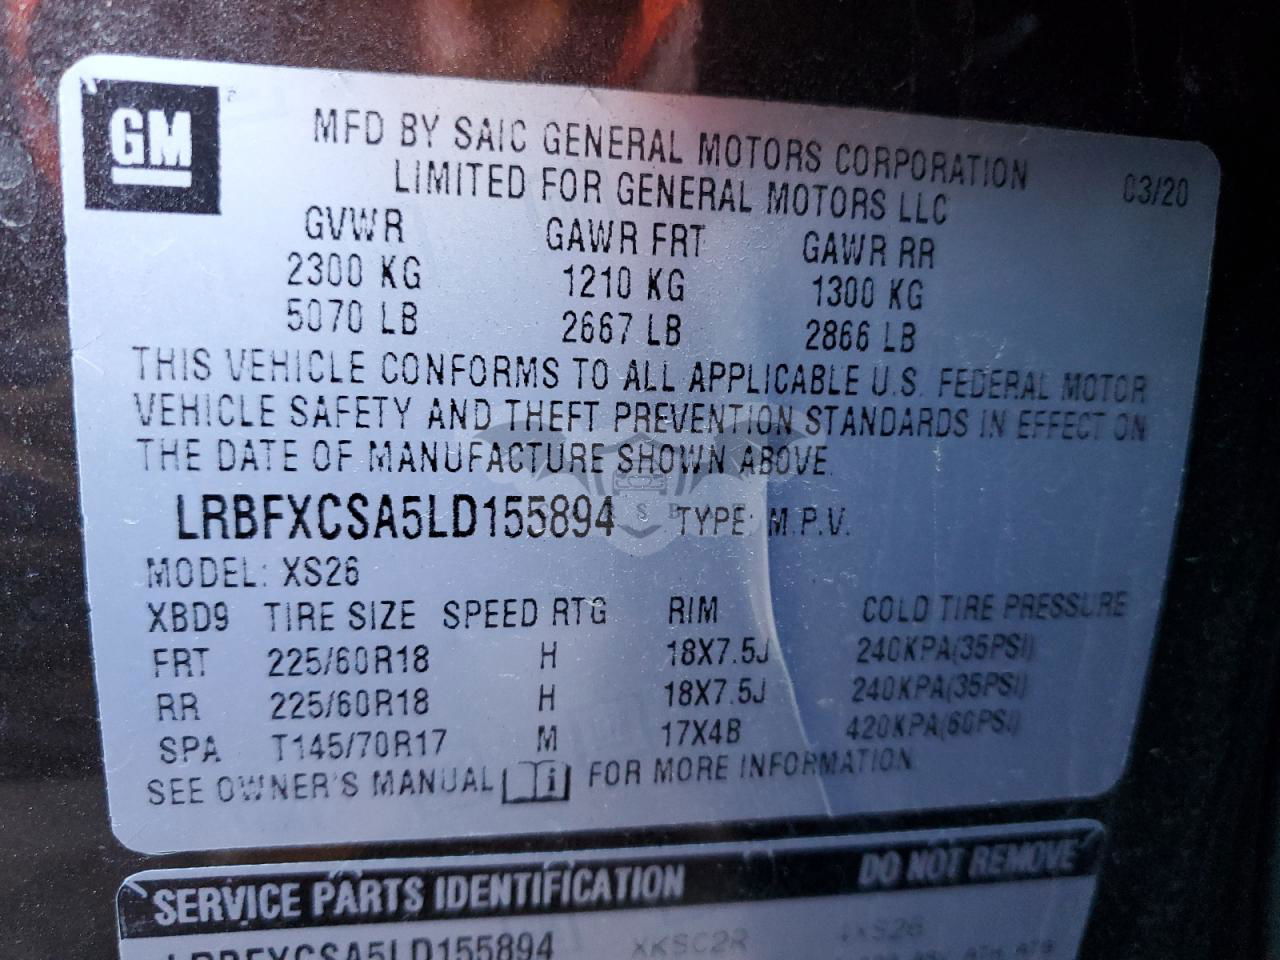 GM
MFD BY SAIC GENERAL MOTORS CORPORATION
LIMITED FOR GENERAL MOTORS LLC
03/20
GVWR GAWR FRT GAWR RR
2300 KG 1210 KG 1300 KG
5070 LB 2667 LB 2866 LB
THIS VEHICLE CONFORMS TO ALL APPLICABLE U.S. FEDERAL MOTOR
VEHICLE SAFETY AND THEFT PREVENTION STANDARDS IN EFFECT ON
THE DATE OF MANUFACTURE SHOWN ABOVE.
LRBFXCSA5LD155894 TYPE: M.P.V.
MODEL: XS26
XBD9 TIRE SIZE SPEED RTG RIM COLD TIRE PRESSURE
FRT 225/60R18 H 18X7.5J 240KPA(35PSI)
RR 225/60R18 H 18X7.5J 240KPA(35PSI)
SPA T145/70R17 M 17X4B 420KPA(60PSI)
SEE OWNER'S MANUAL i FOR MORE INFORMATION
SERVICE PARTS IDENTIFICATION DO NOT REMOVE
LRBFXCSA5LD155894 XKSC2R 4XS26